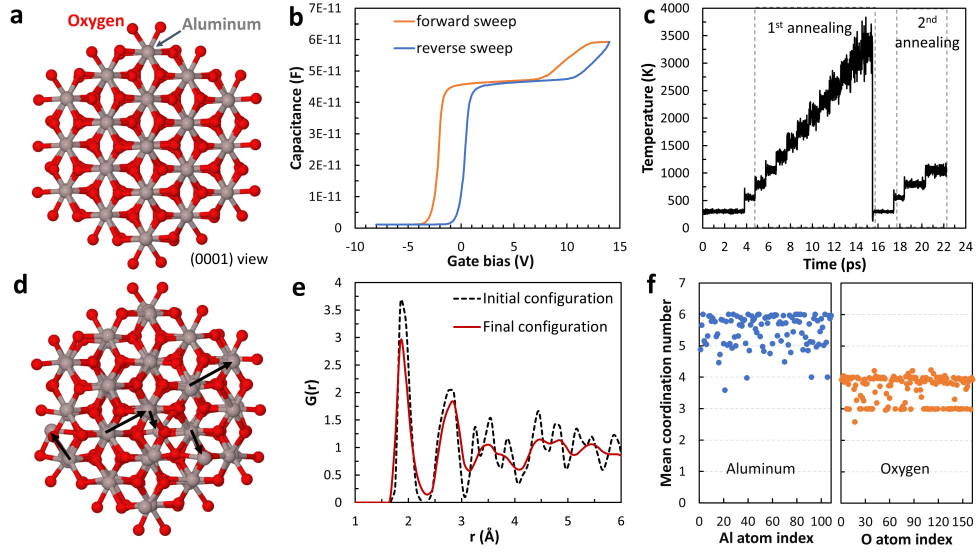 a
Oxygen
Aluminum
(0001) view
b
7E-11
6E-11
5E-11
4E-11
3E-11
2E-11
1E-11
forward sweep
reverse sweep
Capacitance (F)
-10
-5
0
5
10
15
Gate bias (V)
c
4000
3500
3000
2500
2000
1500
1000
500
0
1st annealing
2nd
annealing
Temperature (K)
0 2 4 6 8 10 12 14 16 18 20 22 24
Time (ps)
d
e
4
3.5
3
2.5
2
1.5
1
0.5
0
Initial configuration
Final configuration
G(r)
1 2 3 4 5 6
r (Å)
f
7
6
5
4
3
2
1
0
Mean coordination number
Aluminum
Oxygen
0 20 40 60 80 100
Al atom index
0 30 60 90 120 150
O atom index